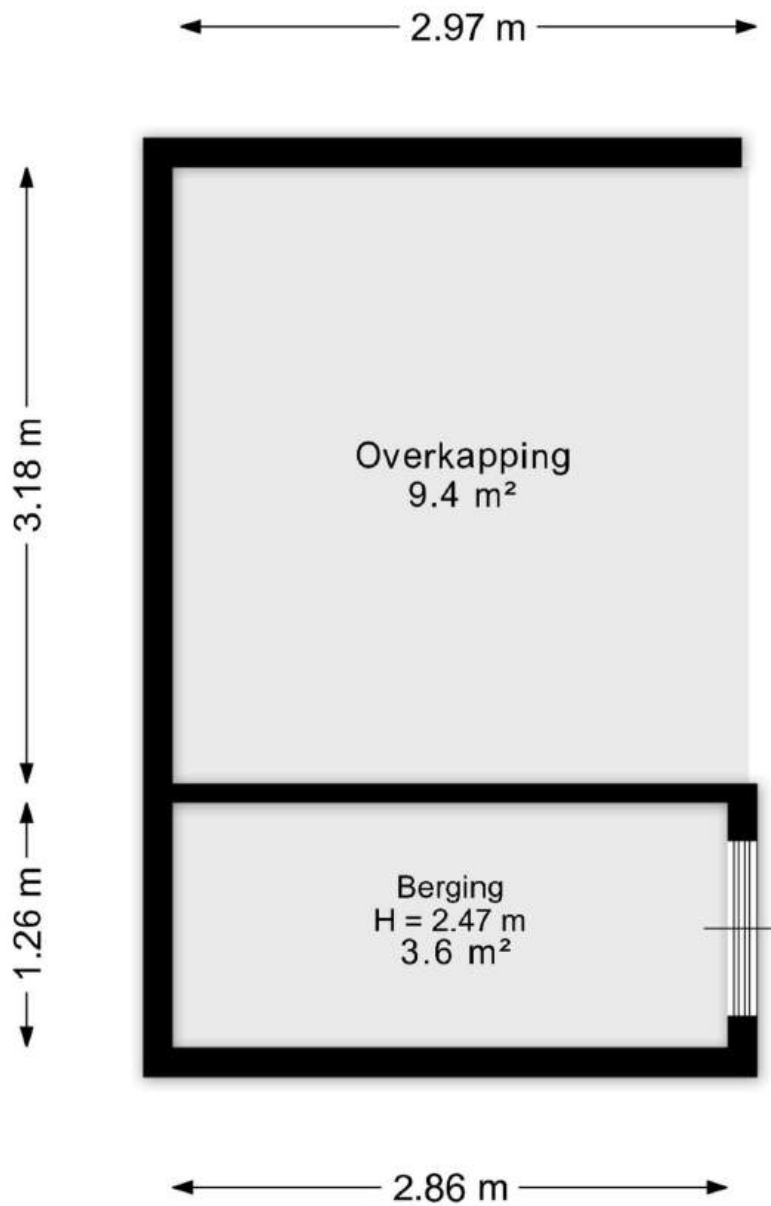 2.97 m
3.18 m
Overkapping
9.4 m²
1.26 m
Berging
H = 2.47 m
3.6 m²
2.86 m